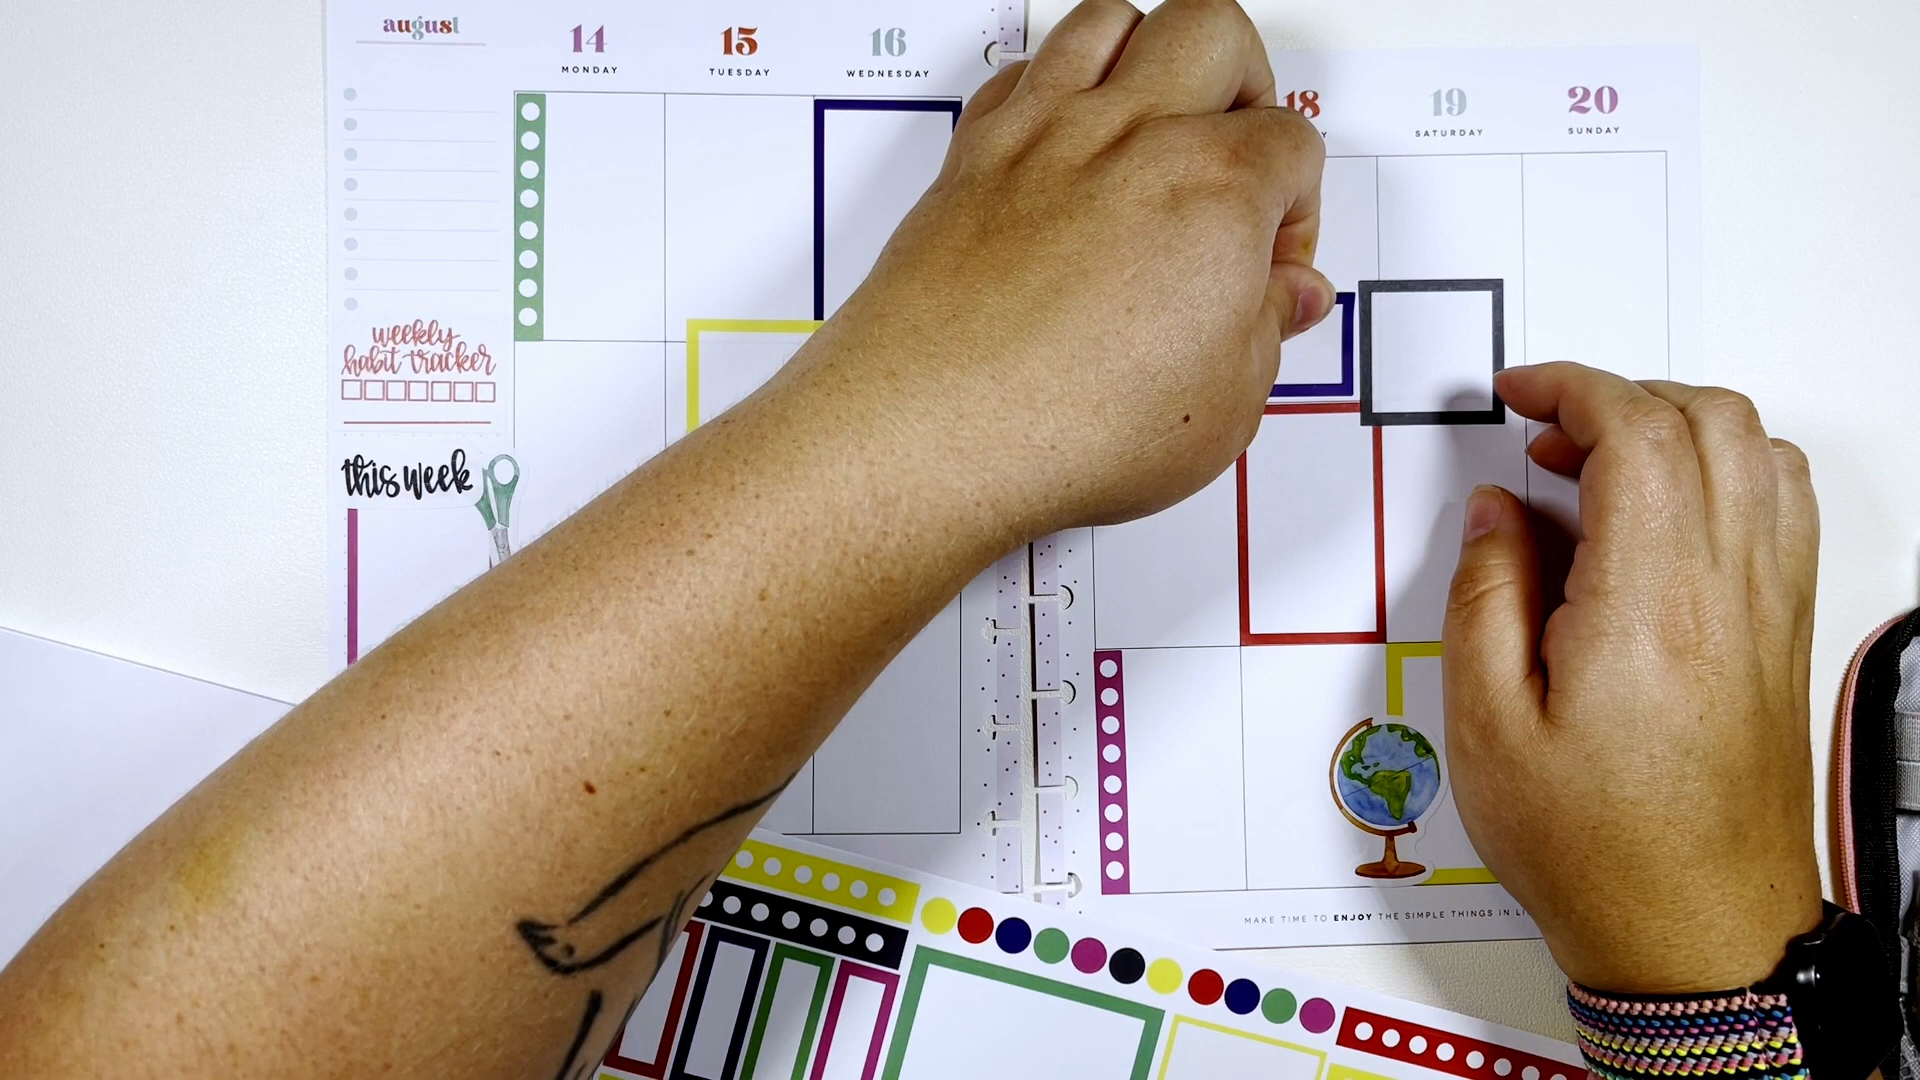 august
14
MONDAY
15
TUESDAY
16
WEDNESDAY
18
19
SATURDAY
20
SUNDAY
weekly
habit tracker
this week
MAKE TIME TO ENJOY THE SIMPLE THINGS IN